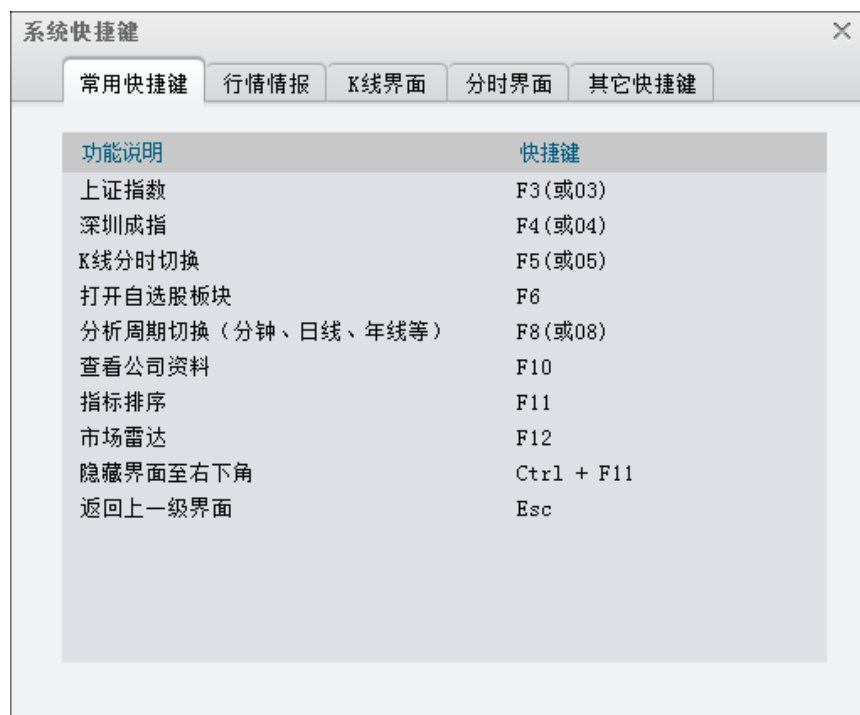 系统快捷键
常用快捷键 行情情报 K线界面 分时界面 其它快捷键
功能说明 快捷键
上证指数 F3(或03)
深圳成指 F4(或04)
K线分时切换 F5(或05)
打开自选股板块 F6
分析周期切换（分钟、日线、年线等） F8(或08)
查看公司资料 F10
指标排序 F11
市场雷达 F12
隐藏界面至右下角 Ctrl + F11
返回上一级界面 Esc